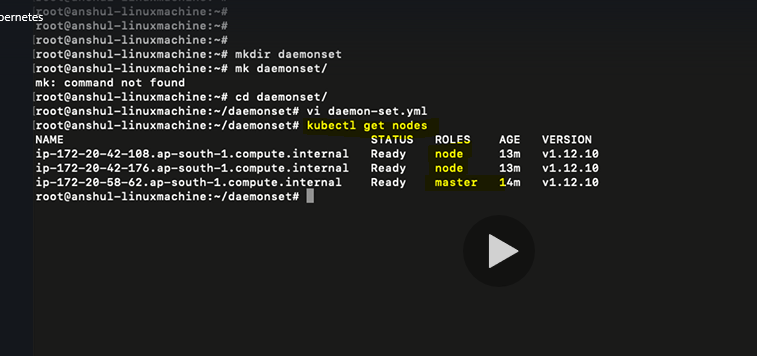 bernetes
root@anshul-linuxmachine:~#
[root@anshul-linuxmachine:~#
[root@anshul-linuxmachine:~#
[root@anshul-linuxmachine:~#
[root@anshul-linuxmachine:~# mkdir daemonset
[root@anshul-linuxmachine:~# mk daemonset/
mk: command not found
[root@anshul-linuxmachine:~# cd daemonset/
[root@anshul-linuxmachine:~/daemonset# vi daemon-set.yml
[root@anshul-linuxmachine:~/daemonset# kubectl get nodes
NAME STATUS ROLES AGE VERSION
ip-172-20-42-108.ap-south-1.compute.internal Ready node 13m v1.12.10
ip-172-20-42-176.ap-south-1.compute.internal Ready node 13m v1.12.10
ip-172-20-58-62.ap-south-1.compute.internal Ready master 14m v1.12.10
root@anshul-linuxmachine:~/daemonset#